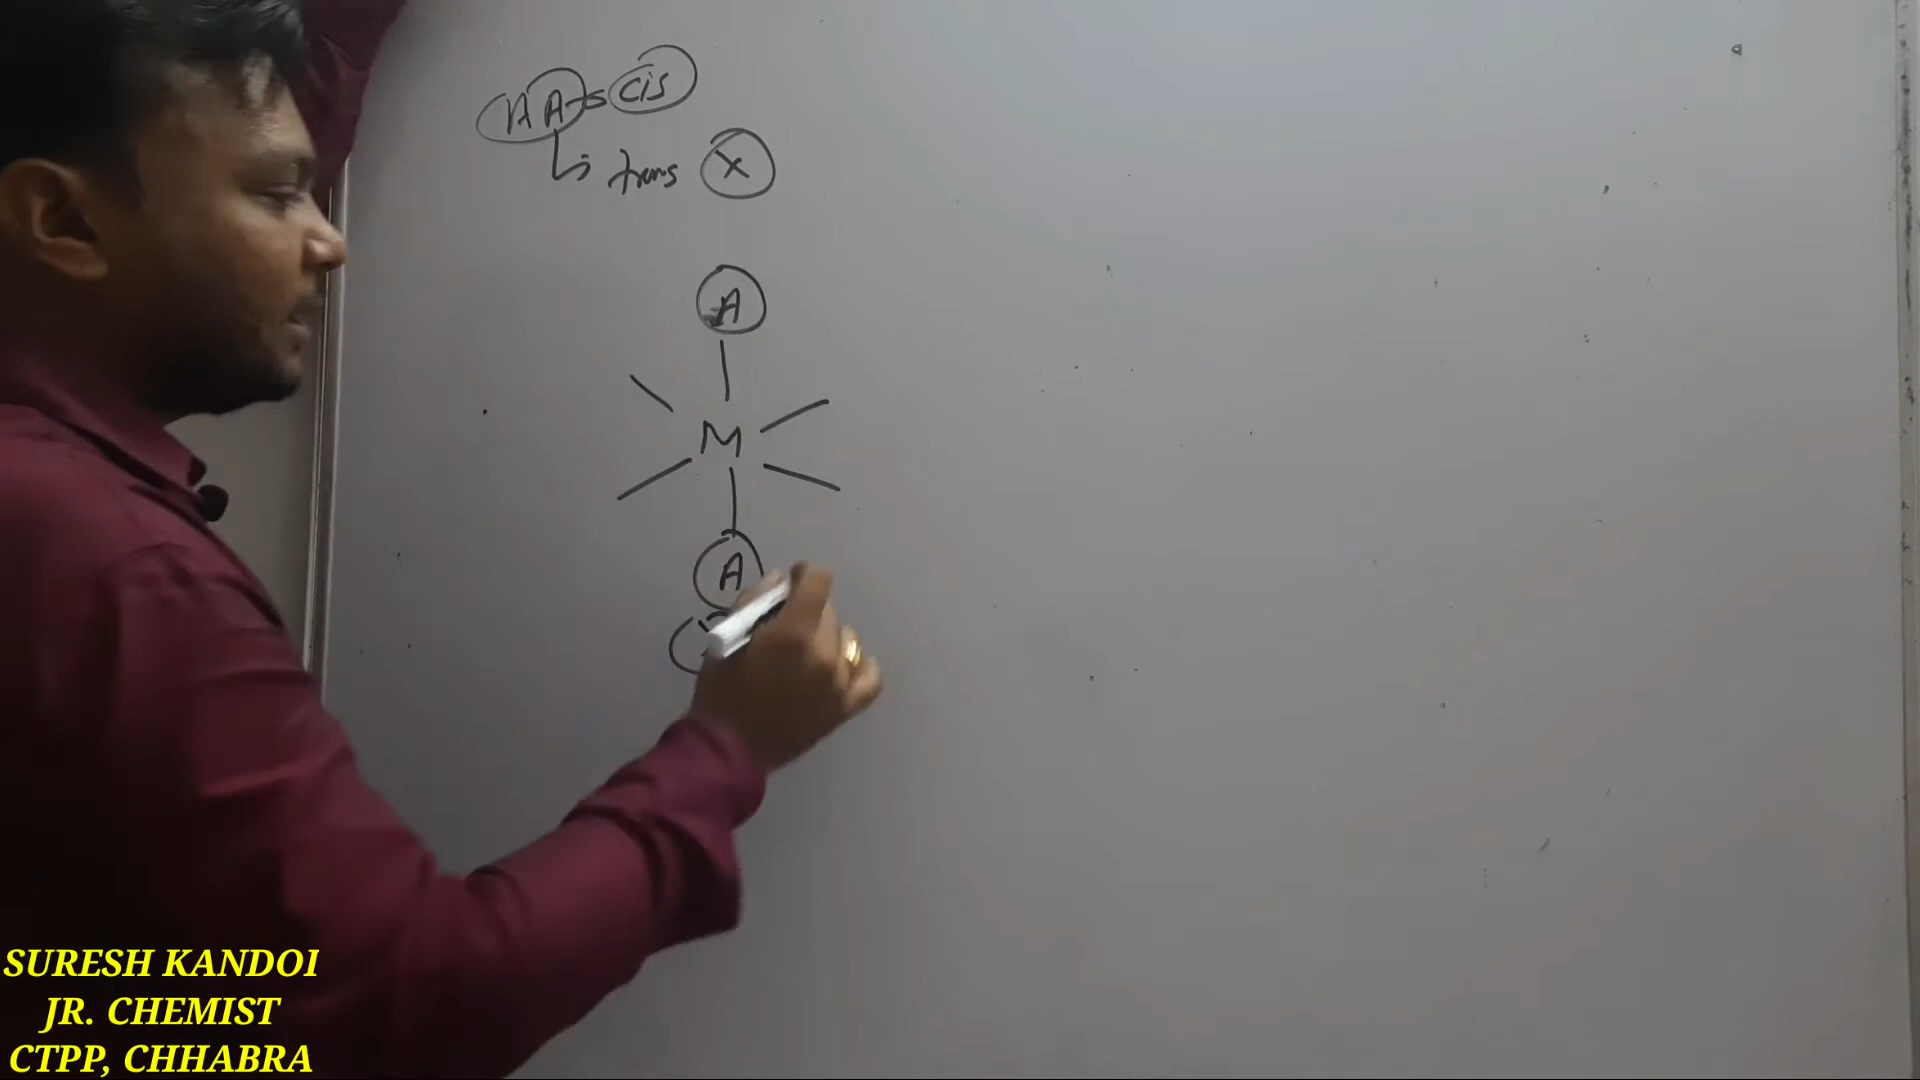 AA → cis
↳ trans X
A
M
A
SURESH KANDOI
JR. CHEMIST
CTPP, CHHABRA